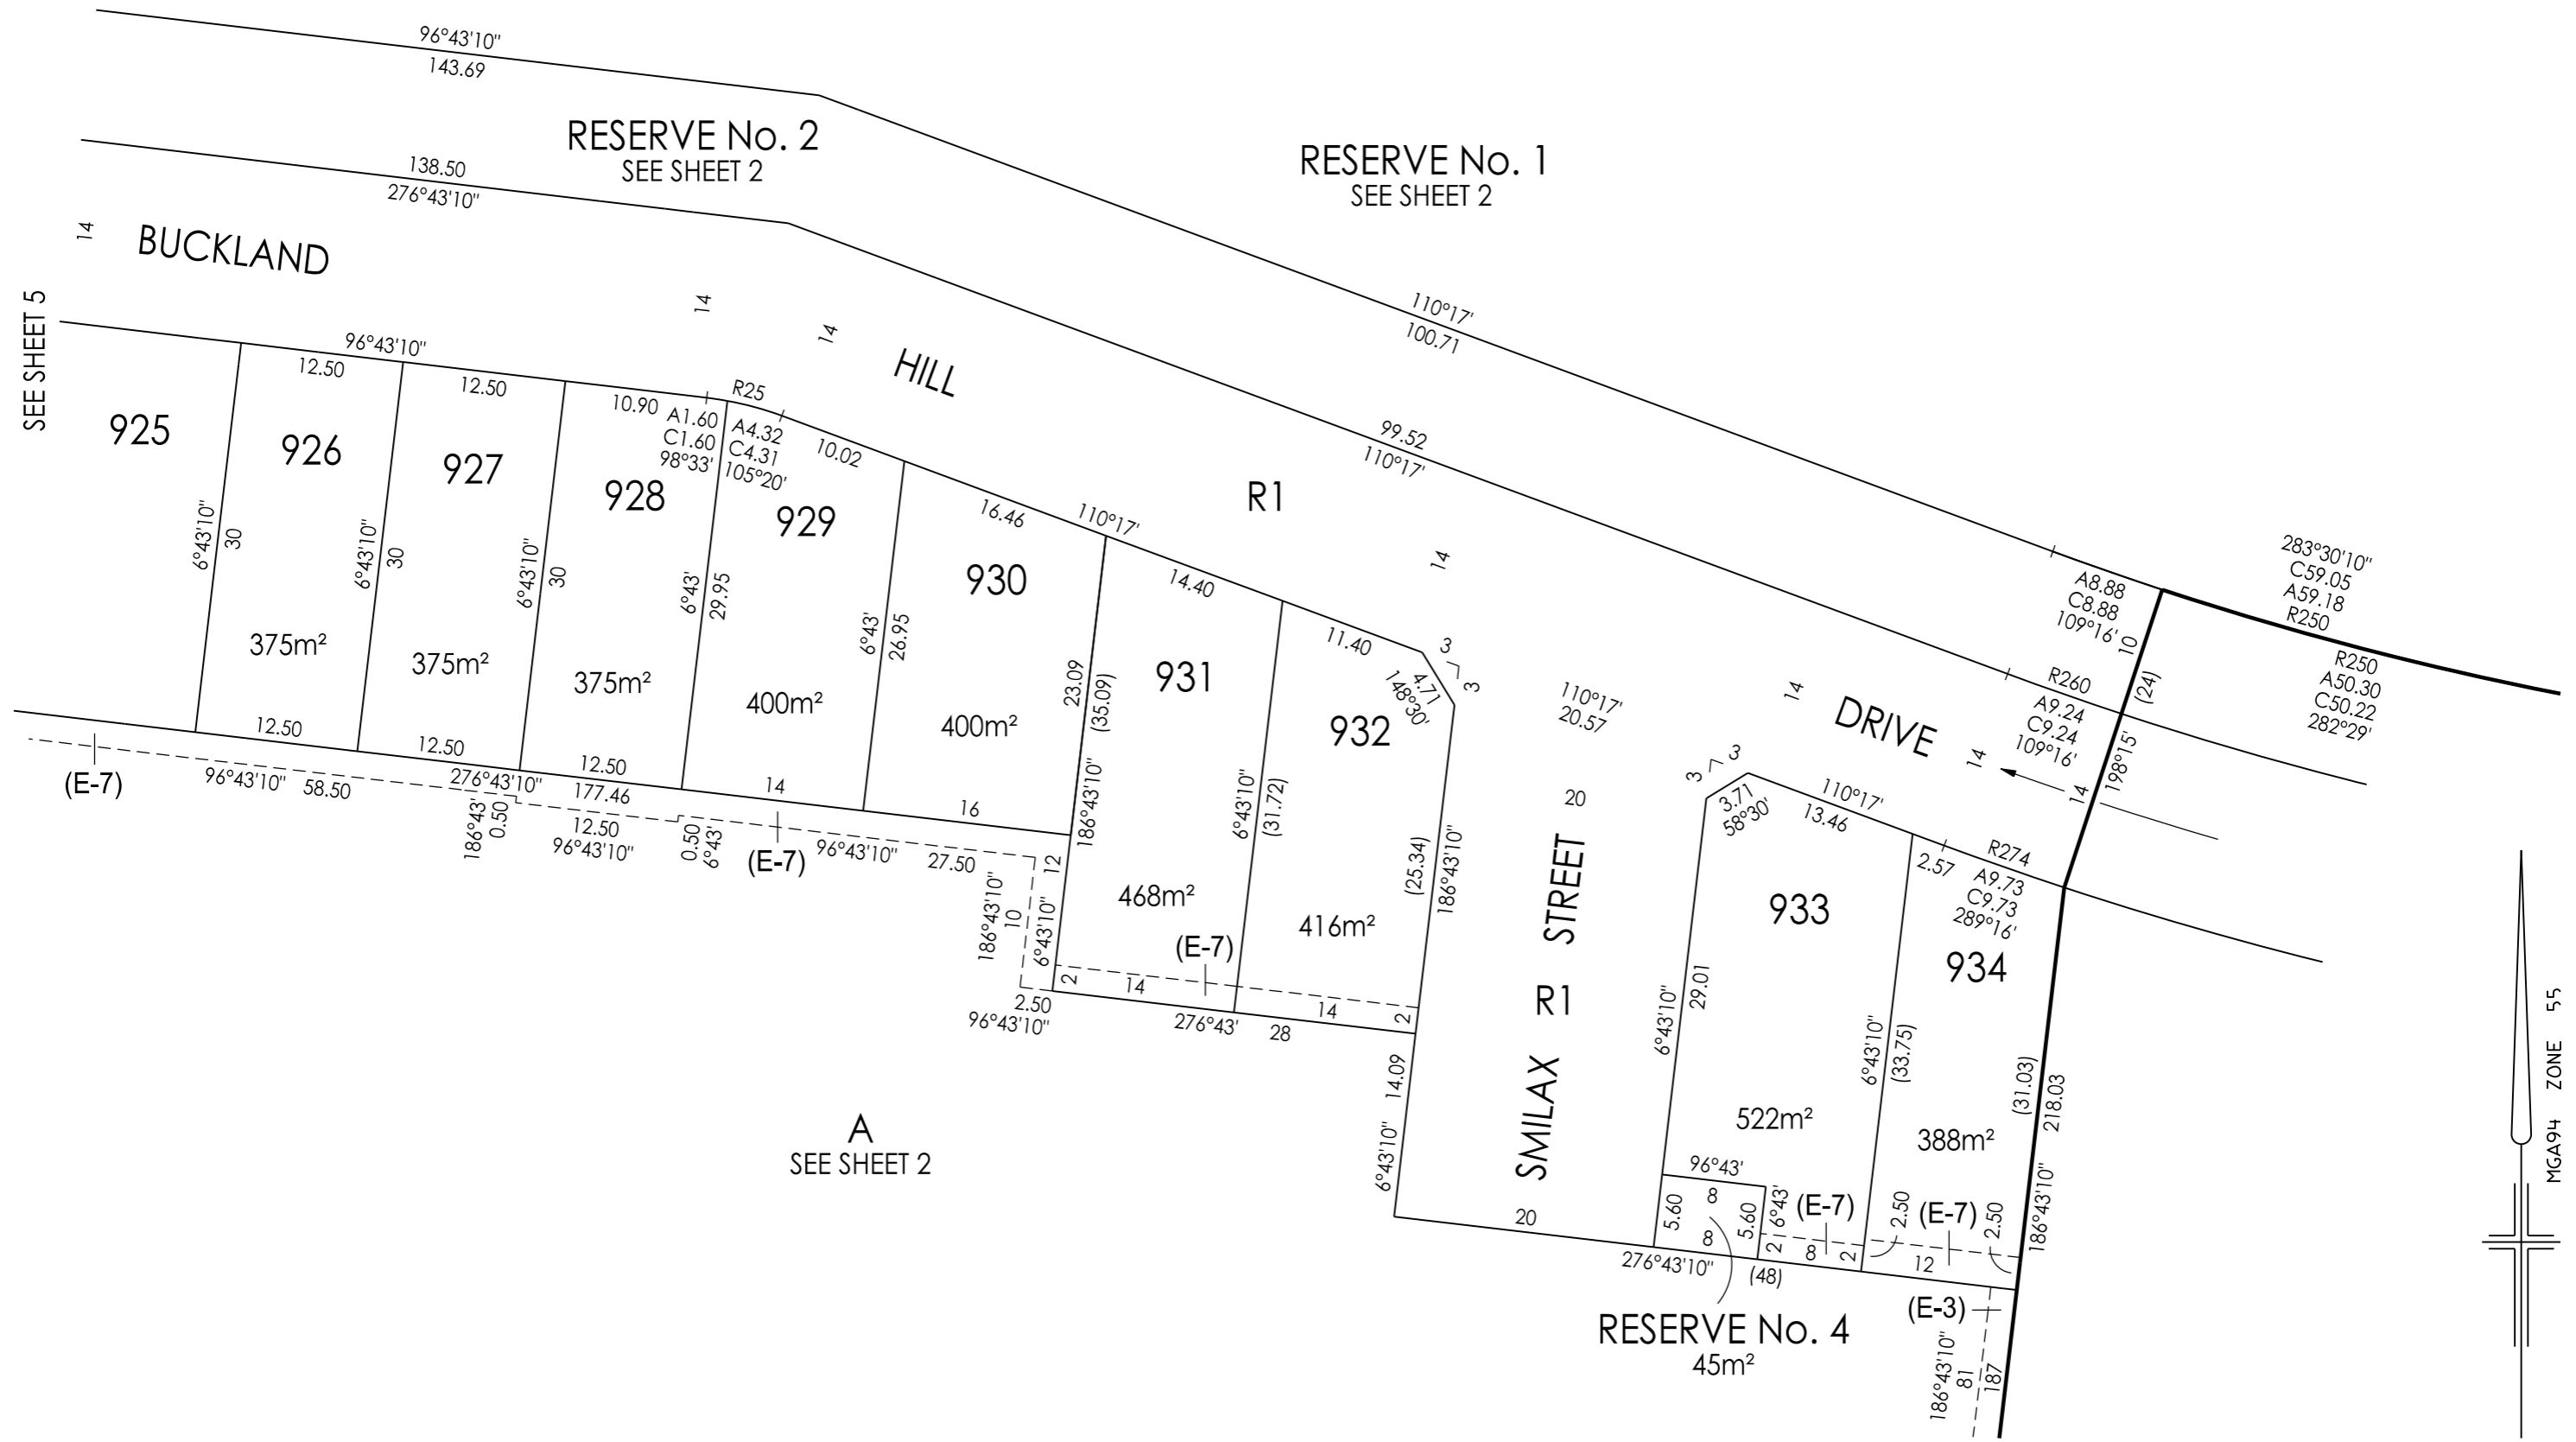 96°43'10"
143.69
RESERVE No. 2
SEE SHEET 2
RESERVE No. 1
SEE SHEET 2
138.50
276°43'10"
14
BUCKLAND
14
14
HILL
110°17'
100.71
SEE SHEET 5
96°43'10"
12.50
12.50
10.90
R25
A1.60
C1.60
98°33'
A4.32
C4.31
105°20'
10.02
99.52
110°17'
R1
16.46
110°17'
14.40
11.40
14
3
3
4.71
148°30'
925
926
927
928
929
930
931
932
6°43'10"
30
6°43'10"
30
6°43'10"
30
6°43'
29.95
6°43'
26.95
23.09
(35.09)
186°43'10"
6°43'10"
(31.72)
(25.34)
186°43'10"
375m²
375m²
375m²
400m²
400m²
468m²
416m²
283°30'10"
C59.05
A59.18
R250
R250
A50.30
C50.22
282°29'
A8.88
C8.88
109°16'
10
(24)
R260
A9.24
C9.24
109°16'
198°15'
14
14
14
DRIVE
110°17'
20.57
20
3
3
3.71
58°30'
110°17'
13.46
2.57
R274
A9.73
C9.73
289°16'
12.50
12.50
12.50
14
16
(E-7)
96°43'10"
58.50
276°43'10"
177.46
186°43'
0.50
12.50
96°43'10"
0.50
6°43'
(E-7)
96°43'10"
27.50
12
186°43'10"
10
6°43'10"
2
14
(E-7)
14
2
2.50
96°43'10"
276°43'
28
14.09
6°43'10"
20
SMILAX R1 STREET
933
934
6°43'10"
29.01
6°43'10"
(33.75)
(31.03)
218.03
186°43'10"
522m²
388m²
96°43'
8
5.60
5.60
6°43'
8
2
(E-7)
8
2
2.50
(E-7)
2.50
12
276°43'10"
(48)
RESERVE No. 4
45m²
(E-3)
186°43'10"
81
187
A
SEE SHEET 2
MGA94 ZONE 55